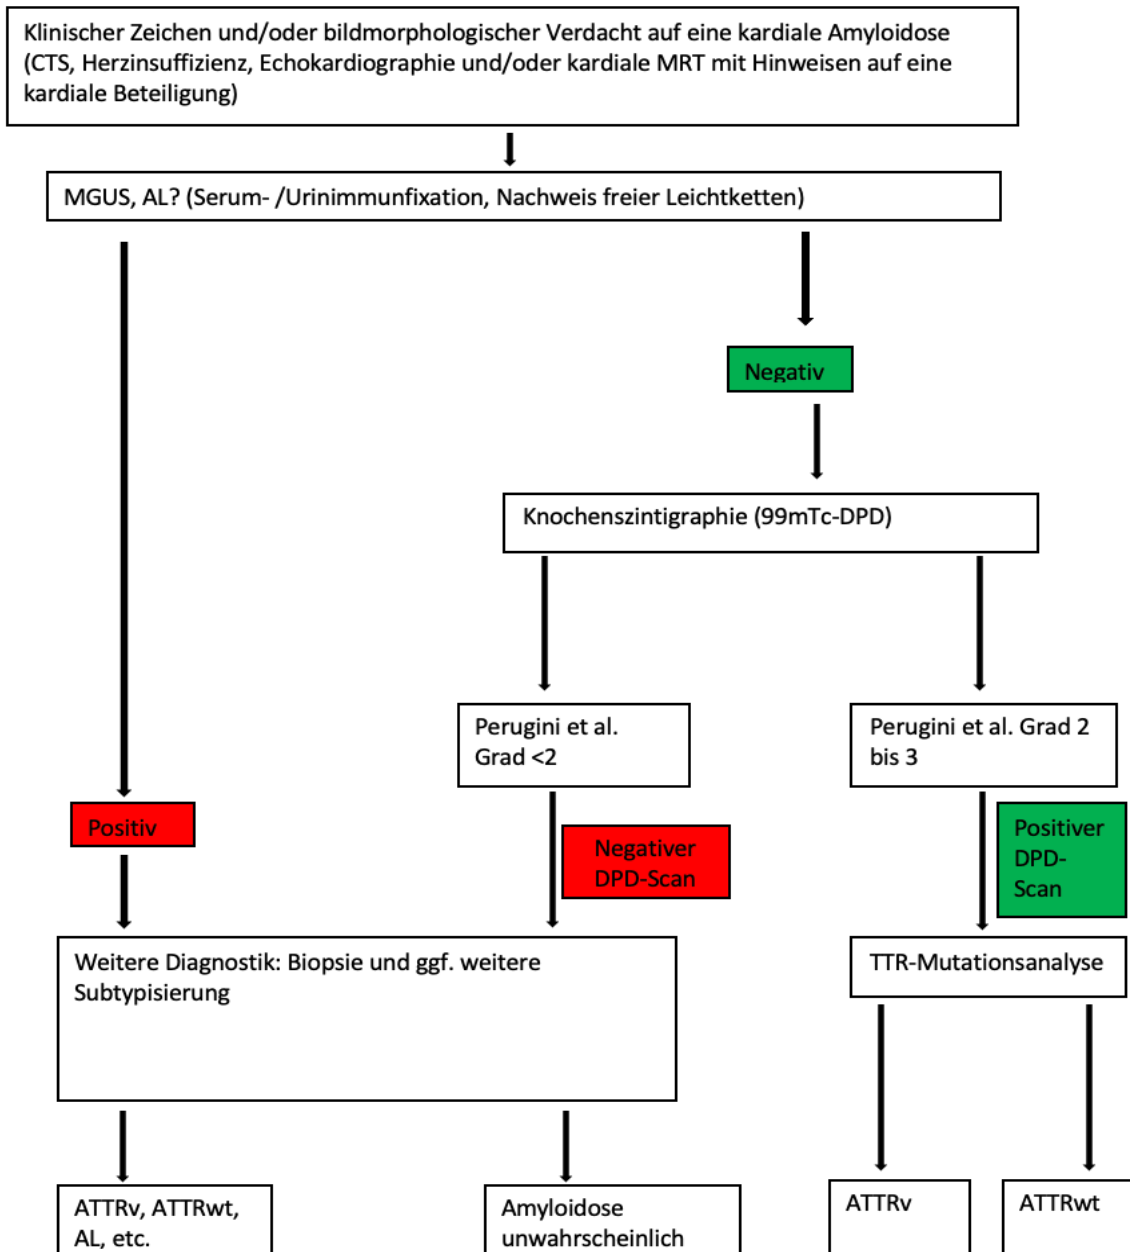 Klinischer Zeichen und/oder bildmorphologischer Verdacht auf eine kardiale Amyloidose
(CTS, Herzinsuffizienz, Echokardiographie und/oder kardiale MRT mit Hinweisen auf eine
kardiale Beteiligung)
MGUS, AL? (Serum- /Urinimmunfixation, Nachweis freier Leichtketten)
Negativ
Knochenszintigraphie (99mTc-DPD)
Perugini et al.
Grad <2
Perugini et al. Grad 2
bis 3
Positiv
Negativer
DPD-Scan
Positiver
DPD-
Scan
Weitere Diagnostik: Biopsie und ggf. weitere
Subtypisierung
TTR-Mutationsanalyse
ATTRv, ATTRwt,
AL, etc.
Amyloidose
unwahrscheinlich
ATTRv
ATTRwt